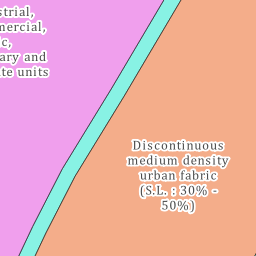 strial,
mercial,
c,
ary and
te units
Discontinuous
medium density
urban fabric
(S.L. : 30% -
50%)